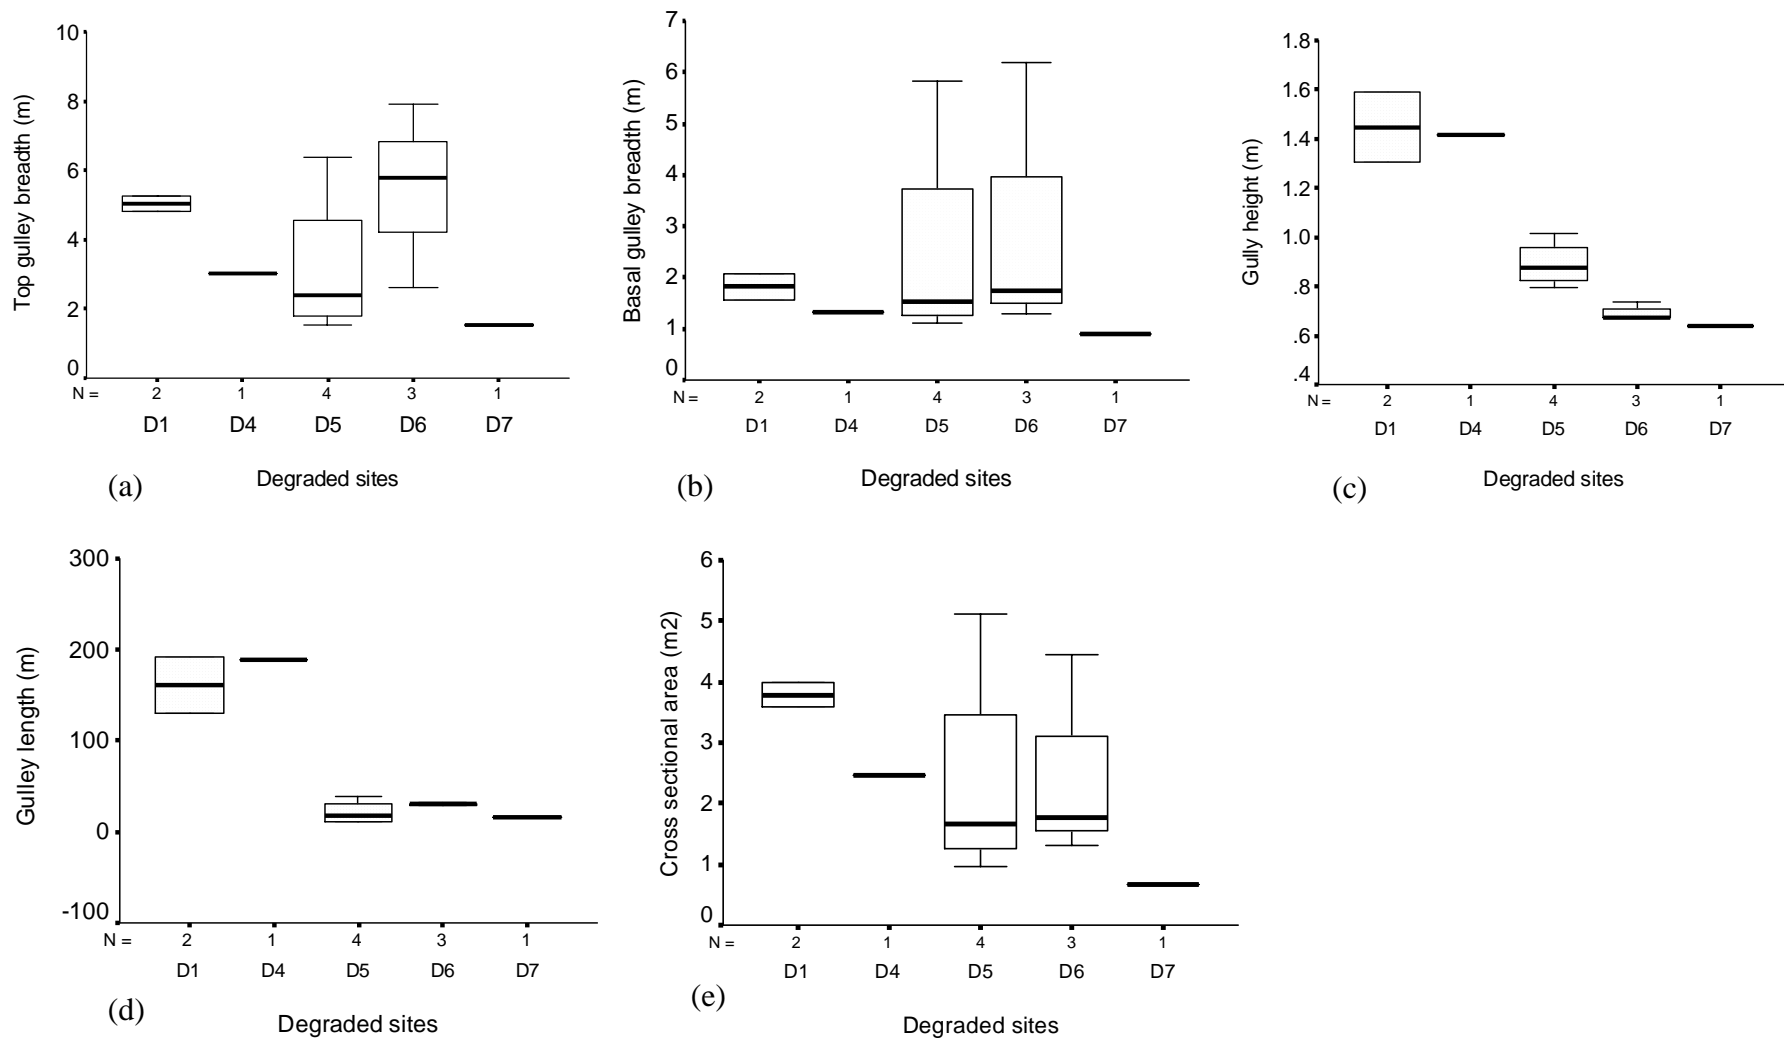 Top gulley breadth (m)
10
8
6
4
2
0
N = 2 1 4 3 1
D1 D4 D5 D6 D7
Degraded sites
(a)
Basal gulley breadth (m)
7
6
5
4
3
2
1
0
N = 2 1 4 3 1
D1 D4 D5 D6 D7
Degraded sites
(b)
Gully height (m)
1.8
1.6
1.4
1.2
1.0
.8
.6
.4
N = 2 1 4 3 1
D1 D4 D5 D6 D7
Degraded sites
(c)
Gulley length (m)
300
200
100
0
-100
N = 2 1 4 3 1
D1 D4 D5 D6 D7
Degraded sites
(d)
Cross sectional area (m2)
6
5
4
3
2
1
0
N = 2 1 4 3 1
D1 D4 D5 D6 D7
Degraded sites
(e)